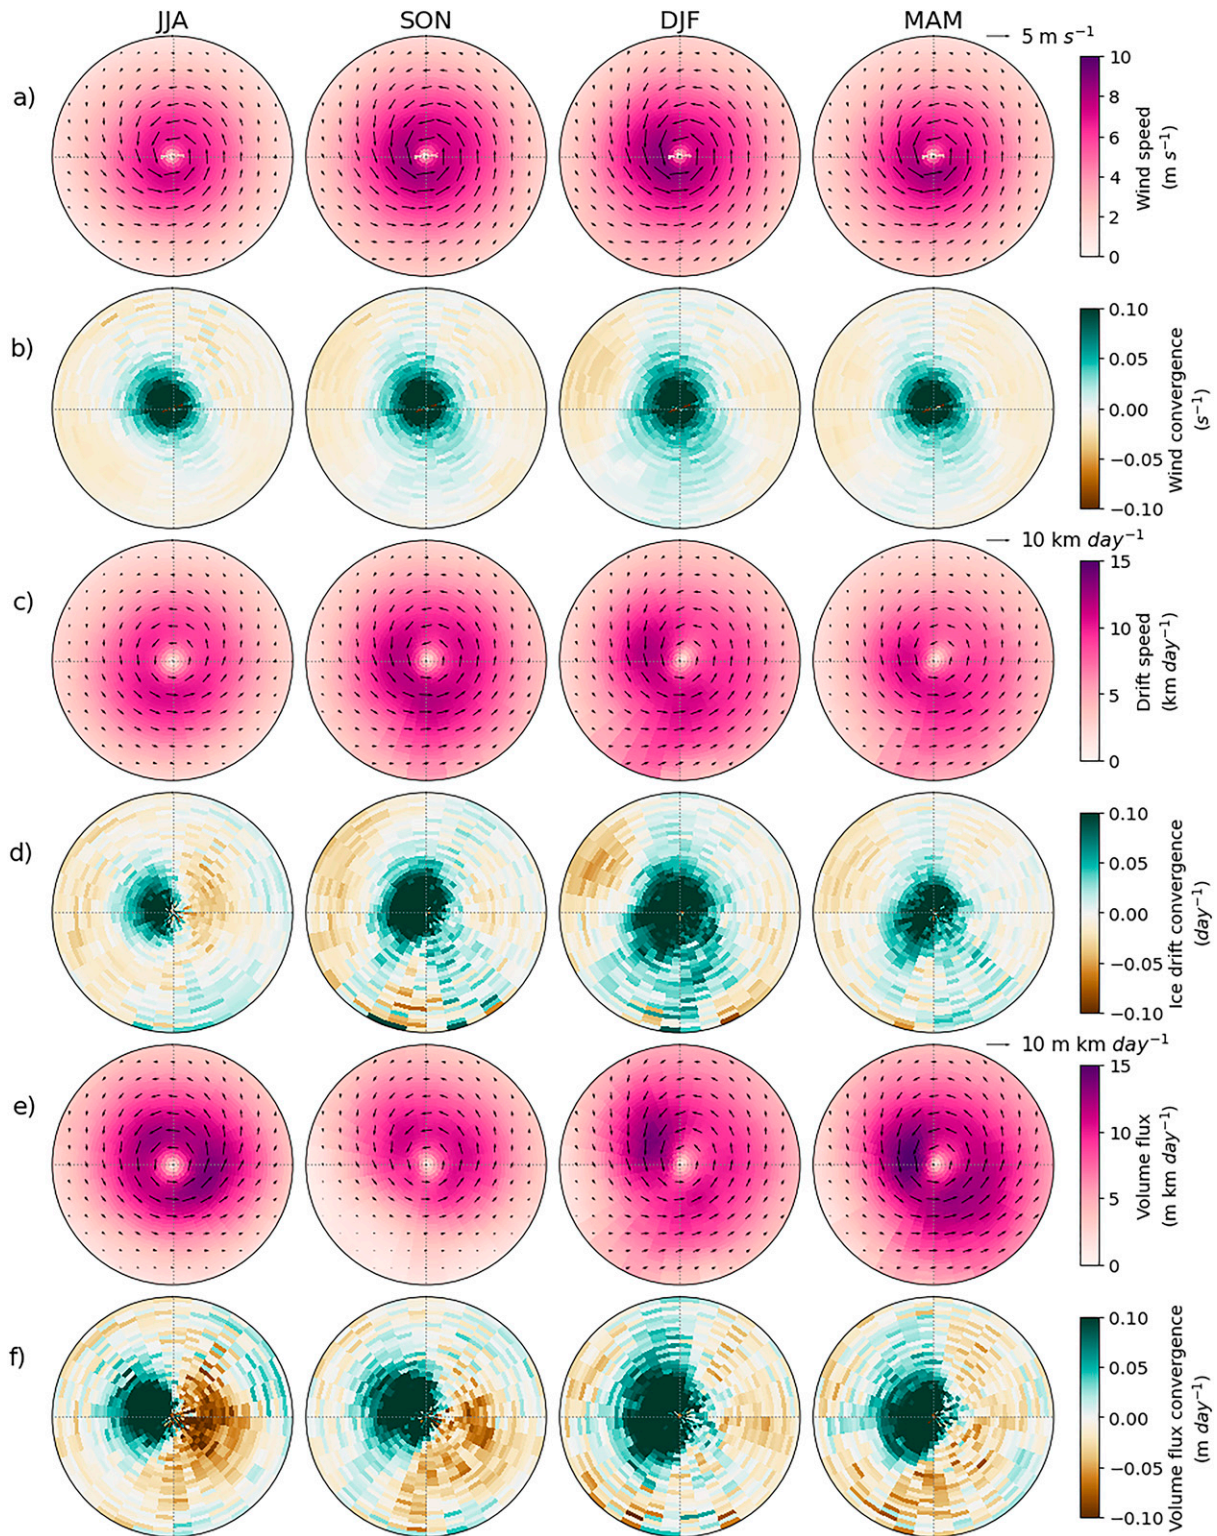 JJA SON DJF MAM
5 m s−1
a)
10
8
6
4
2
0
Wind speed
(m s−1)
b)
0.10
0.05
0.00
−0.05
−0.10
Wind convergence
(s−1)
10 km day−1
c)
15
10
5
0
Drift speed
(km day−1)
d)
0.10
0.05
0.00
−0.05
−0.10
Ice drift convergence
(day−1)
10 m km day−1
e)
15
10
5
0
Volume flux
(m km day−1)
f)
0.10
0.05
0.00
−0.05
−0.10
Volume flux convergence
(m day−1)